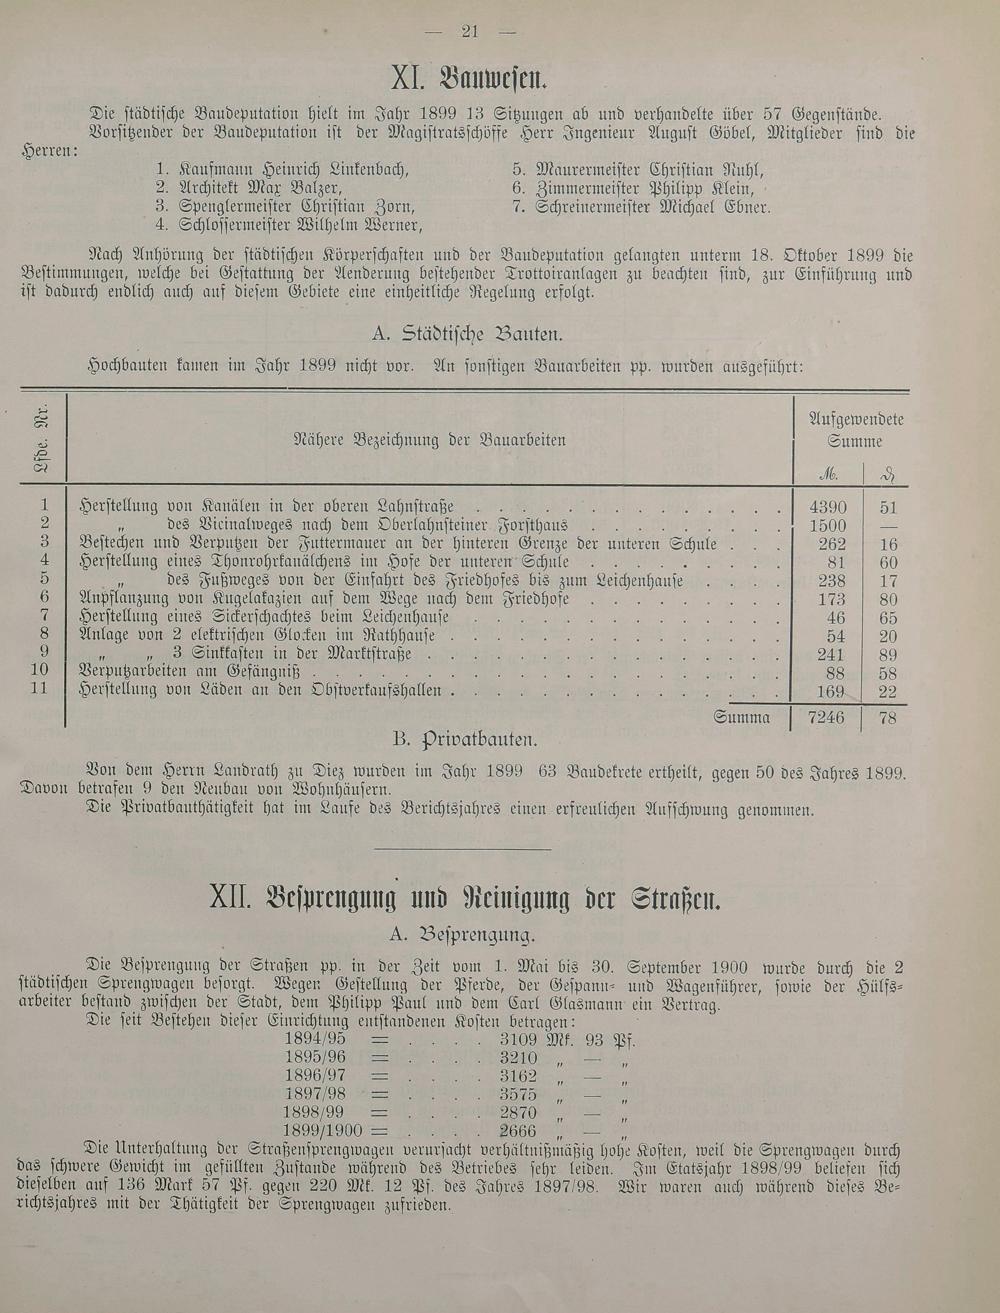 — 21 —
XI. Bauwesen.
Die städtische Baudeputation hielt im Jahr 1899 13 Sitzungen ab und verhandelte über 57 Gegenstände.
Vorsitzender der Baudeputation ist der Magistratsschöffe Herr Ingenieur August Göbel, Mitglieder sind die
Herren:
1. Kaufmann Heinrich Linkenbach,
2. Architekt Max Balzer,
3. Spenglermeister Christian Zorn,
4. Schlossermeister Wilhelm Werner,
5. Maurermeister Christian Ruhl,
6. Zimmermeister Philipp Klein,
7. Schreinermeister Michael Ebner.
Nach Anhörung der städtischen Körperschaften und der Baudeputation gelangten unterm 18. Oktober 1899 die
Bestimmungen, welche bei Gestattung der Aenderung bestehender Trottoiranlagen zu beachten sind, zur Einführung und
ist dadurch endlich auch auf diesem Gebiete eine einheitliche Regelung erfolgt.
A. Städtische Bauten.
Hochbauten kamen im Jahr 1899 nicht vor. An sonstigen Bauarbeiten pp. wurden ausgeführt:
Lfde. Nr.
Nähere Bezeichnung der Bauarbeiten
Aufgewendete
Summe
M. ₰
1 Herstellung von Kanälen in der oberen Lahnstraße . . . . . . . . . . . . . . 4390 51
2 „ des Vicinalweges nach dem Oberlahnsteiner Forsthaus . . . . . . . . 1500 —
3 Bestechen und Verputzen der Futtermauer an der hinteren Grenze der unteren Schule . . . 262 16
4 Herstellung eines Thonrohrkanälchens im Hofe der unteren Schule . . . . . . . . . 81 60
5 „ des Fußweges von der Einfahrt des Friedhofes bis zum Leichenhause . . . . 238 17
6 Anpflanzung von Kugelakazien auf dem Wege nach dem Friedhofe . . . . . . . . . 173 80
7 Herstellung eines Sickerschachtes beim Leichenhause . . . . . . . . . . . . . . 46 65
8 Anlage von 2 elektrischen Glocken im Rathhause . . . . . . . . . . . . . . . 54 20
9 „ „ 3 Sinkkasten in der Marktstraße . . . . . . . . . . . . . . . . 241 89
10 Verputzarbeiten am Gefängniß . . . . . . . . . . . . . . . . . . . . . 88 58
11 Herstellung von Läden an den Obstverkaufshallen . . . . . . . . . . . . . . . 169 22
Summa 7246 78
B. Privatbauten.
Von dem Herrn Landrath zu Diez wurden im Jahr 1899 63 Baudekrete ertheilt, gegen 50 des Jahres 1899.
Davon betrafen 9 den Neubau von Wohnhäusern.
Die Privatbauthätigkeit hat im Laufe des Berichtsjahres einen erfreulichen Aufschwung genommen.
XII. Besprengung und Reinigung der Straßen.
A. Besprengung.
Die Besprengung der Straßen pp. in der Zeit vom 1. Mai bis 30. September 1900 wurde durch die 2
städtischen Sprengwagen besorgt. Wegen Gestellung der Pferde, der Gespann- und Wagenführer, sowie der Hülfs-
arbeiter bestand zwischen der Stadt, dem Philipp Paul und dem Carl Glasmann ein Vertrag.
Die seit Bestehen dieser Einrichtung entstandenen Kosten betragen:
1894/95 = . . . . 3109 Mk. 93 Pf.
1895/96 = . . . . 3210 „ — „
1896/97 = . . . . 3162 „ — „
1897/98 = . . . . 3575 „ — „
1898/99 = . . . . 2870 „ — „
1899/1900 = . . . . 2666 „ — „
Die Unterhaltung der Straßensprengwagen verursacht verhältnißmäßig hohe Kosten, weil die Sprengwagen durch
das schwere Gewicht im gefüllten Zustande während des Betriebes sehr leiden. Im Etatsjahr 1898/99 beliefen sich
dieselben auf 136 Mark 57 Pf. gegen 220 Mk. 12 Pf. des Jahres 1897/98. Wir waren auch während dieses Be-
richtsjahres mit der Thätigkeit der Sprengwagen zufrieden.